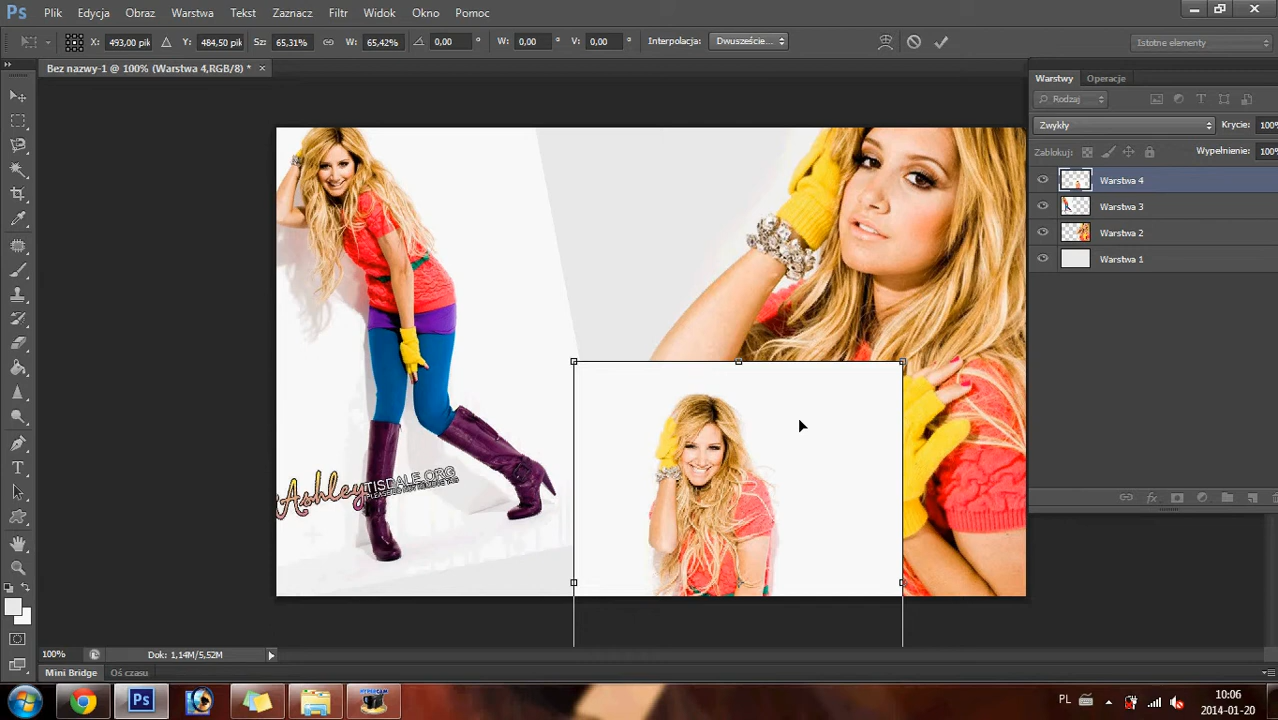 Ps Plik Edycja Obraz Warstwa Tekst Zaznacz Filtr Widok Okno Pomoc
X: 493,00 pik Y: 484,50 pik Sz: 65,31% W: 65,42% 0,00 W: 0,00 V: 0,00 Interpolacja: Dwuszeście... Istotne elementy
Bez nazwy-1 @ 100% (Warstwa 4,RGB/8) *
Warstwy Operacje
Rodzaj
Zwykły Krycie: 100%
Zablokuj: Wypełnienie: 100%
Warstwa 4
Warstwa 3
Warstwa 2
Warstwa 1
Ashley TISDALE.ORG
100% Dok: 1,14M/5,52M
Mini Bridge Oś czasu
Ps HYPERCAM PL 10:06
2014-01-20